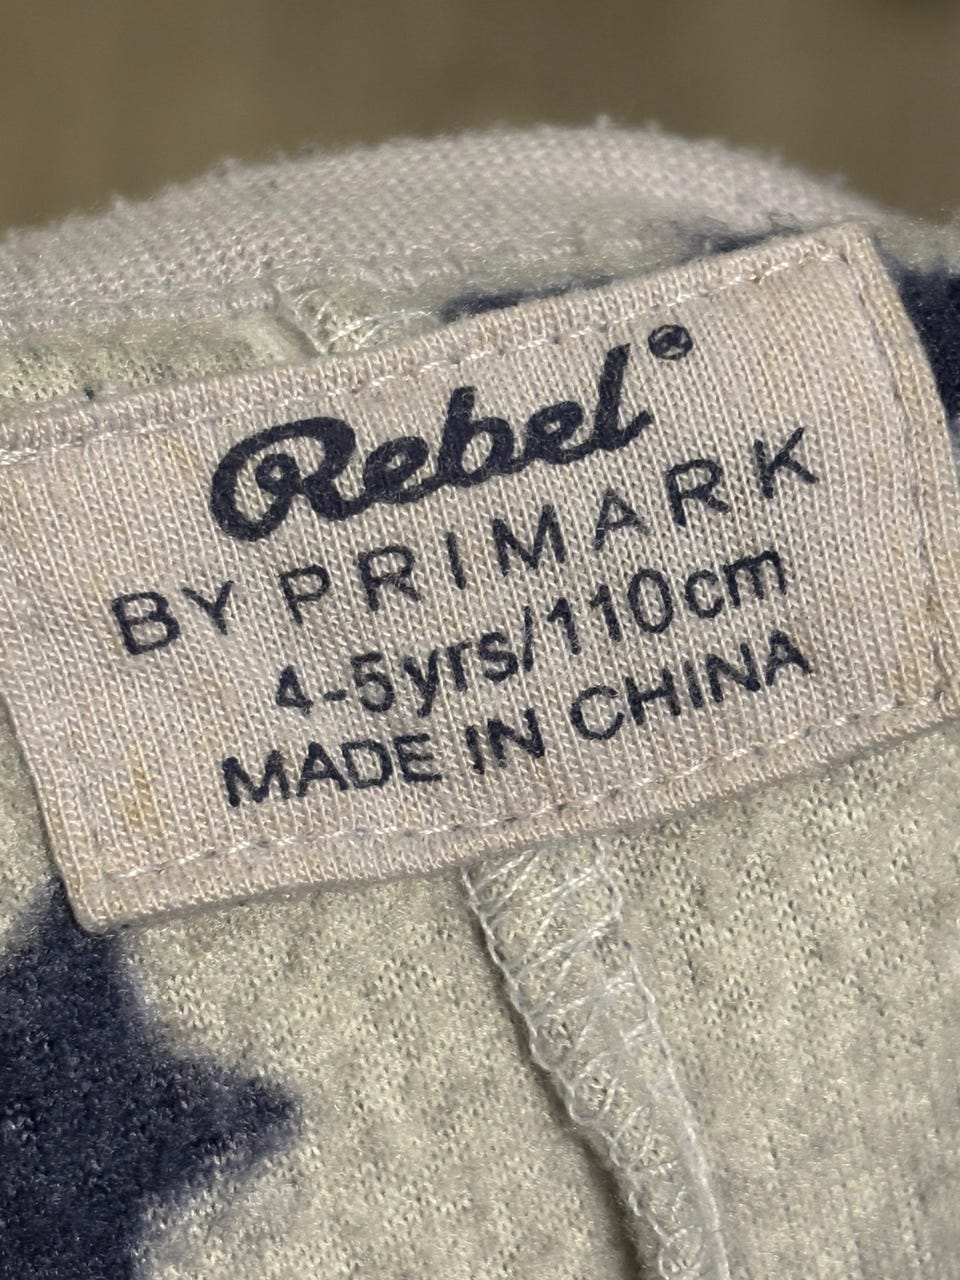 Rebel®
BY PRIMARK
4-5yrs/110cm
MADE IN CHINA